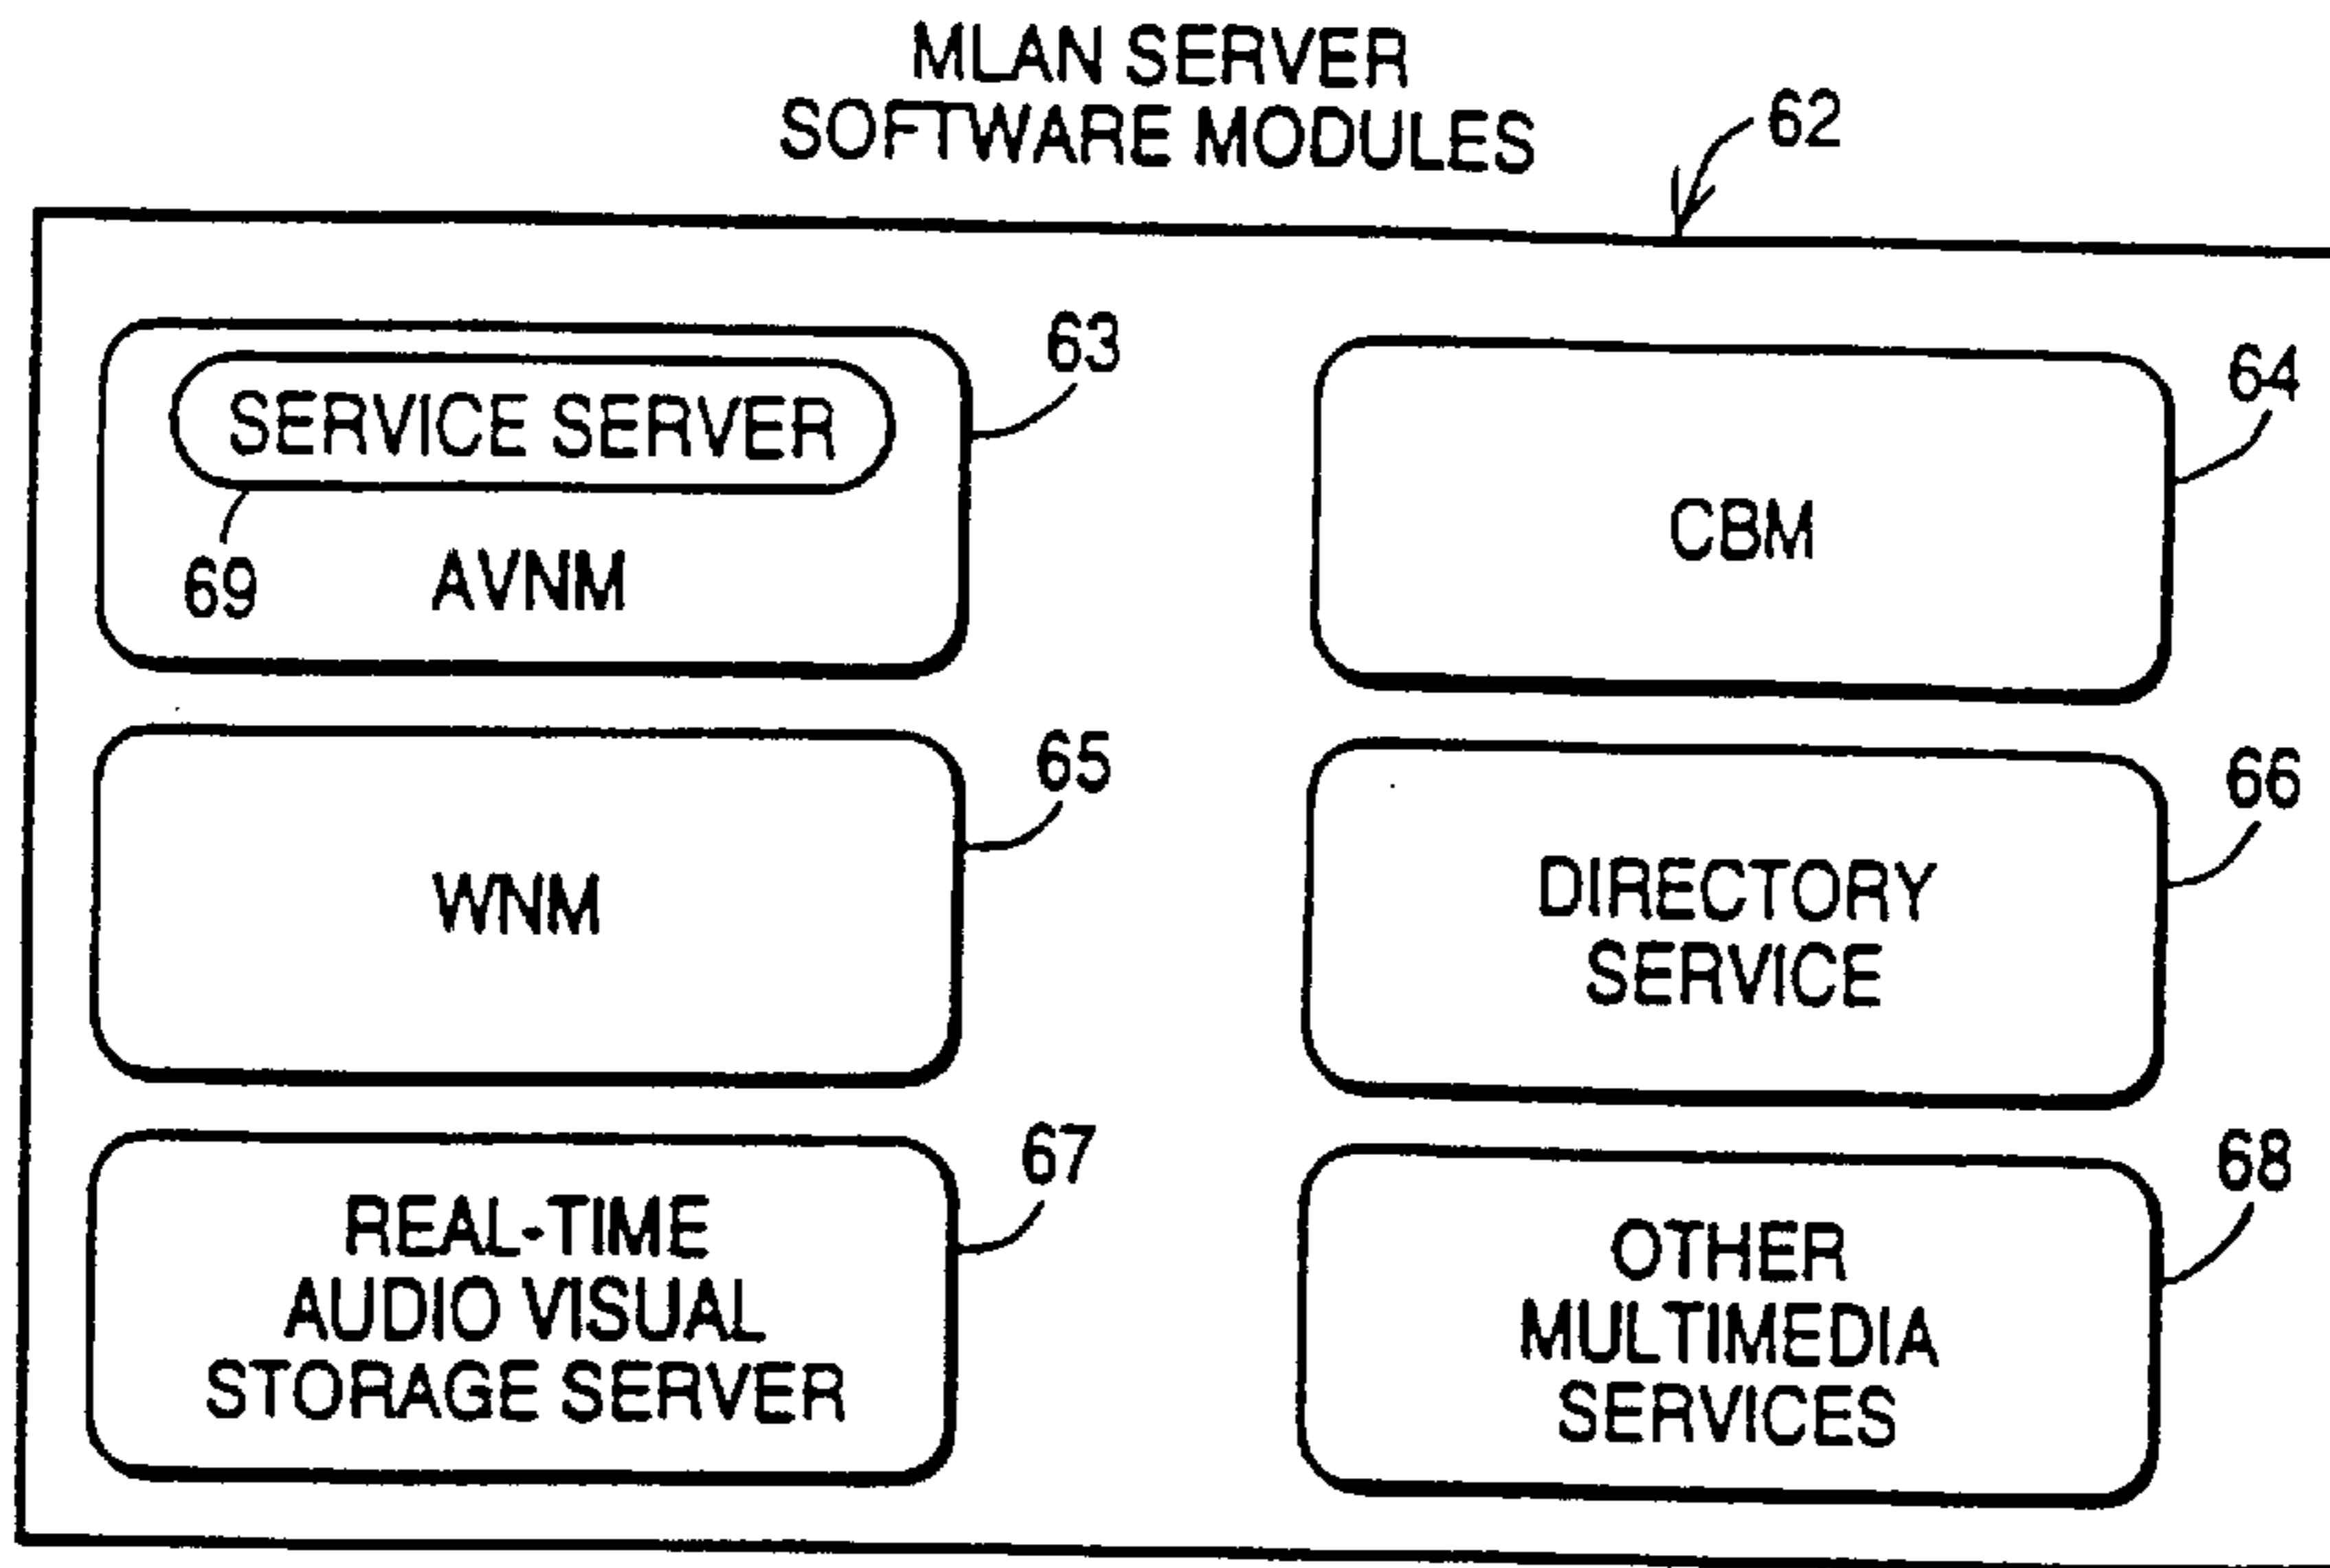 MLAN SERVER
SOFTWARE MODULES
62
63
SERVICE SERVER
69
AVNM
64
CBM
65
WNM
66
DIRECTORY
SERVICE
67
REAL-TIME
AUDIO VISUAL
STORAGE SERVER
68
OTHER
MULTIMEDIA
SERVICES